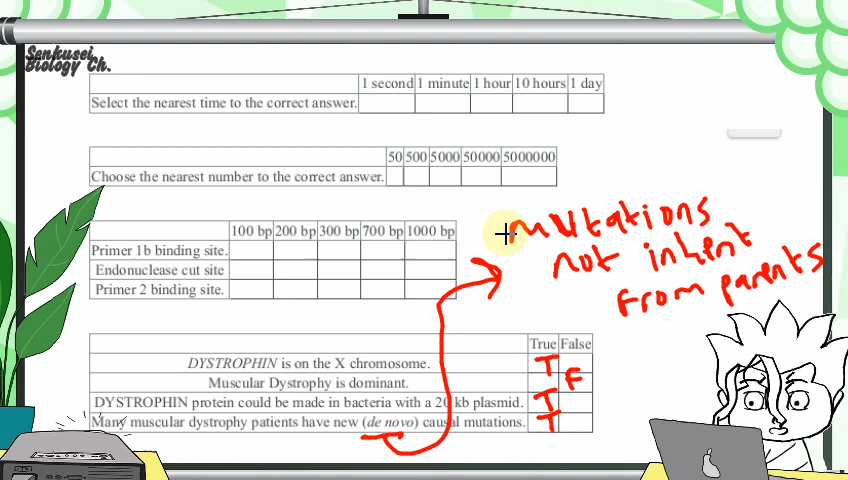 Senkusei
Biology Ch.
1 second 1 minute 1 hour 10 hours 1 day
Select the nearest time to the correct answer.
50 500 5000 50000 5000000
Choose the nearest number to the correct answer.
100 bp 200 bp 300 bp 700 bp 1000 bp
Primer 1b binding site.
Endonuclease cut site
Primer 2 binding site.
mutations
not inherit
from parents
True False
DYSTROPHIN is on the X chromosome. T
Muscular Dystrophy is dominant. F
DYSTROPHIN protein could be made in bacteria with a 20 kb plasmid. T
Many muscular dystrophy patients have new (de novo) causal mutations. T